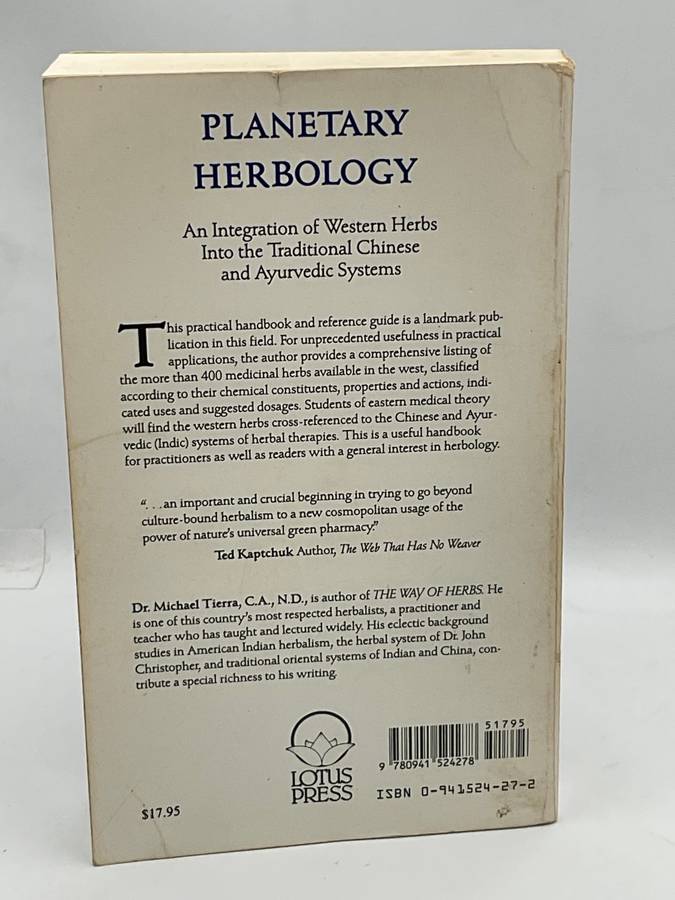 PLANETARY
HERBOLOGY
An Integration of Western Herbs
Into the Traditional Chinese
and Ayurvedic Systems
This practical handbook and reference guide is a landmark pub-
lication in this field. For unprecedented usefulness in practical
applications, the author provides a comprehensive listing of
the more than 400 medicinal herbs available in the west, classified
according to their chemical constituents, properties and actions, indi-
cated uses and suggested dosages. Students of eastern medical theory
will find the western herbs cross-referenced to the Chinese and Ayur-
vedic (Indic) systems of herbal therapies. This is a useful handbook
for practitioners as well as readers with a general interest in herbology.
“. . .an important and crucial beginning in trying to go beyond
culture-bound herbalism to a new cosmopolitan usage of the
power of nature's universal green pharmacy."
Ted Kaptchuk Author, The Web That Has No Weaver
Dr. Michael Tierra, C.A., N.D., is author of THE WAY OF HERBS. He
is one of this country's most respected herbalists, a practitioner and
teacher who has taught and lectured widely. His eclectic background
studies in American Indian herbalism, the herbal system of Dr. John
Christopher, and traditional oriental systems of Indian and China, con-
tribute a special richness to his writing.
LOTUS
PRESS
51795
9 780941 524278
ISBN 0-941524-27-2
$17.95